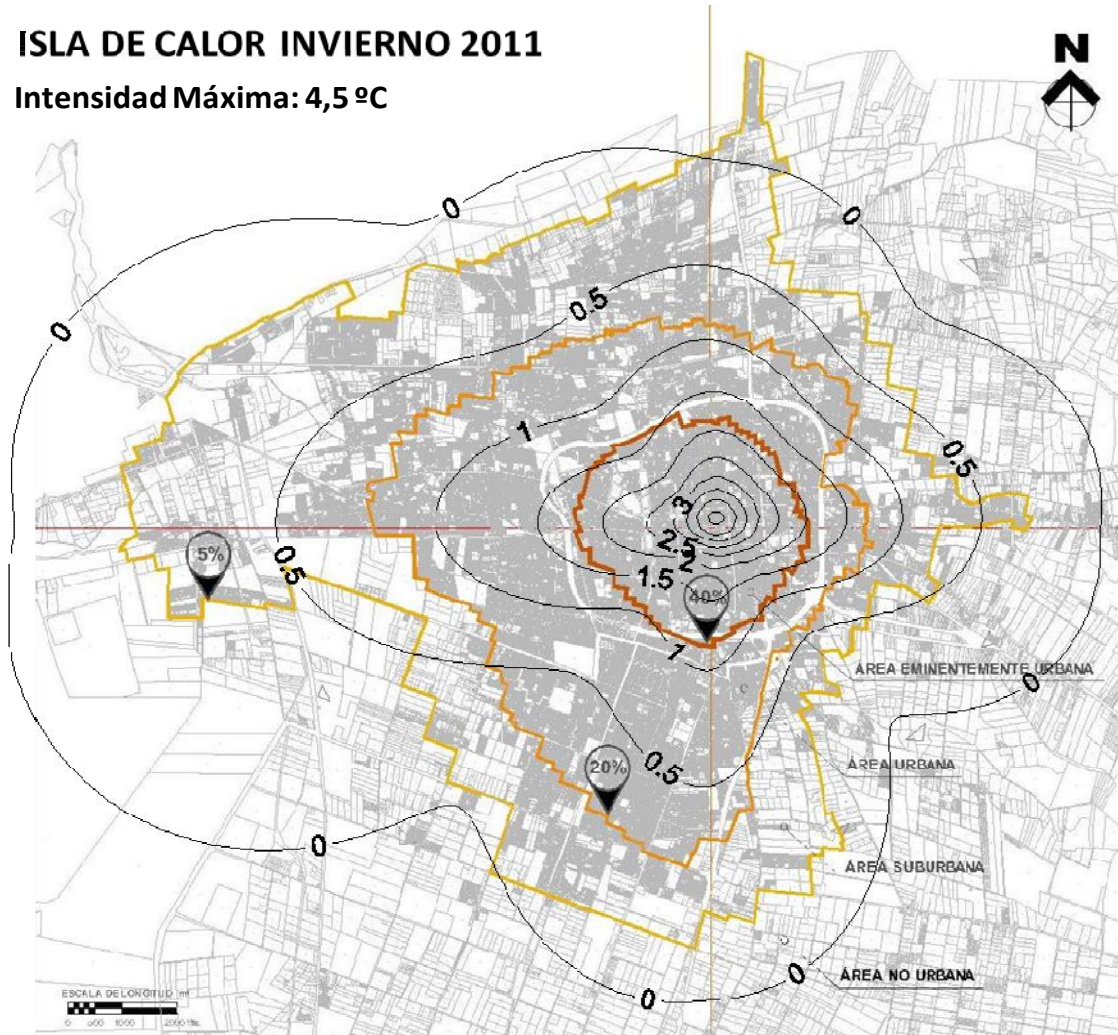 ISLA DE CALOR INVIERNO 2011
Intensidad Máxima: 4,5 ºC
N
0
0
0.5
0
0.5
1
3
5%
0.5
2.5
2
1.5
40%
1
ÁREA EMINENTEMENTE URBANA
0
0.5
20%
ÁREA URBANA
0
ÁREA SUBURBANA
0
ÁREA NO URBANA
0
ESCALA DE LONGITUD
0
1000